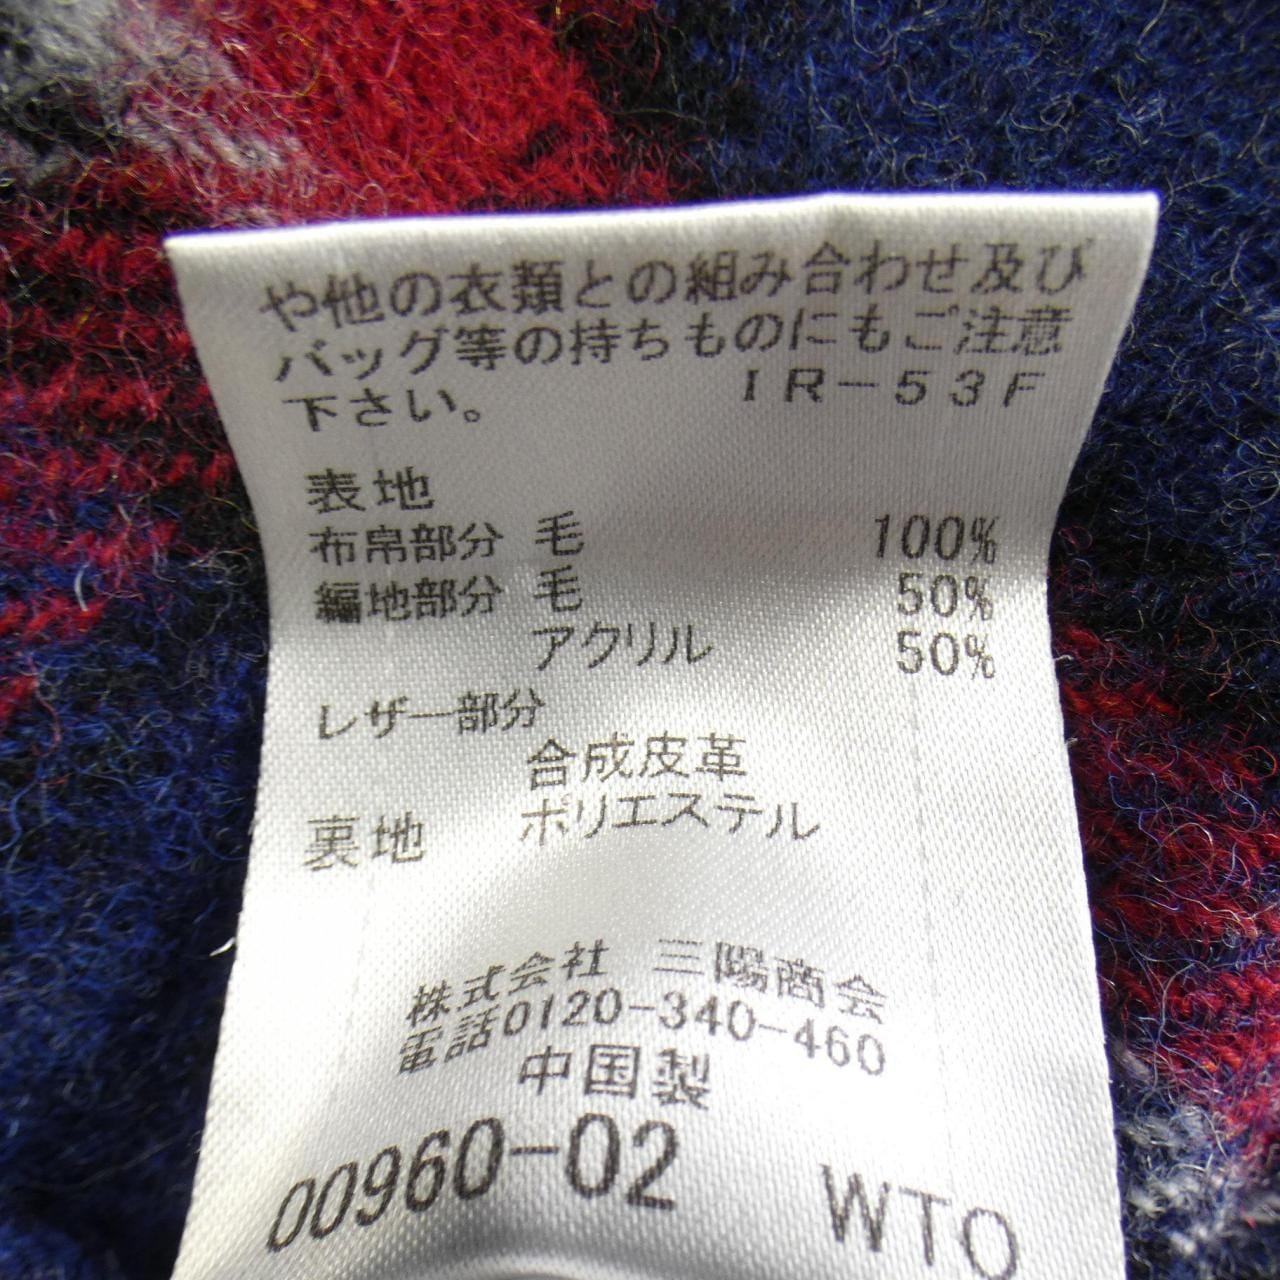 や他の衣類との組み合わせ及び
バッグ等の持ちものにもご注意
下さい。 IR-53F
表地
布帛部分 毛 100%
編地部分 毛 50%
アクリル 50%
レザー部分
合成皮革
裏地 ポリエステル
株式会社 三陽商会
電話0120-340-460
中国製
00960-02 WTO